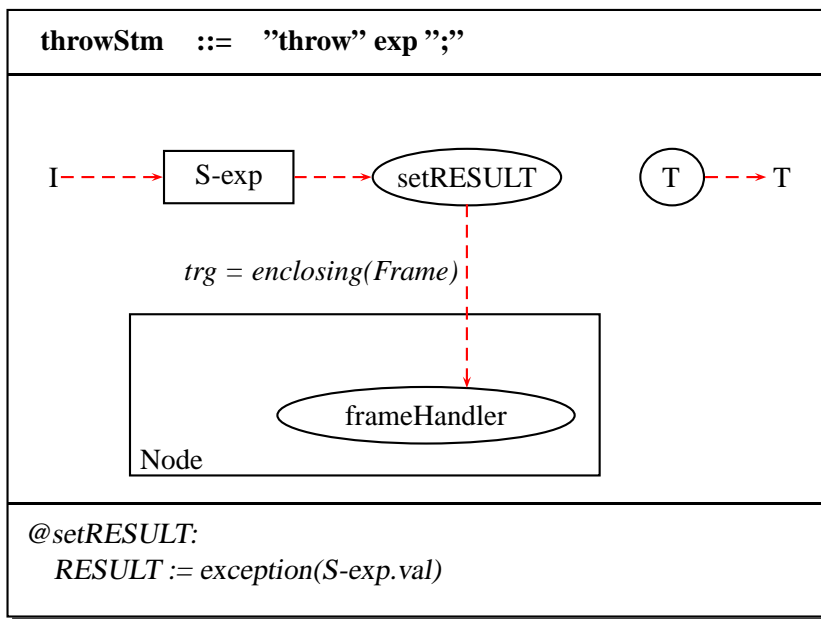 throwStm ::= ”throw” exp ”;”
I S-exp setRESULT T T
trg = enclosing(Frame)
frameHandler
Node
@setRESULT:
RESULT := exception(S-exp.val)